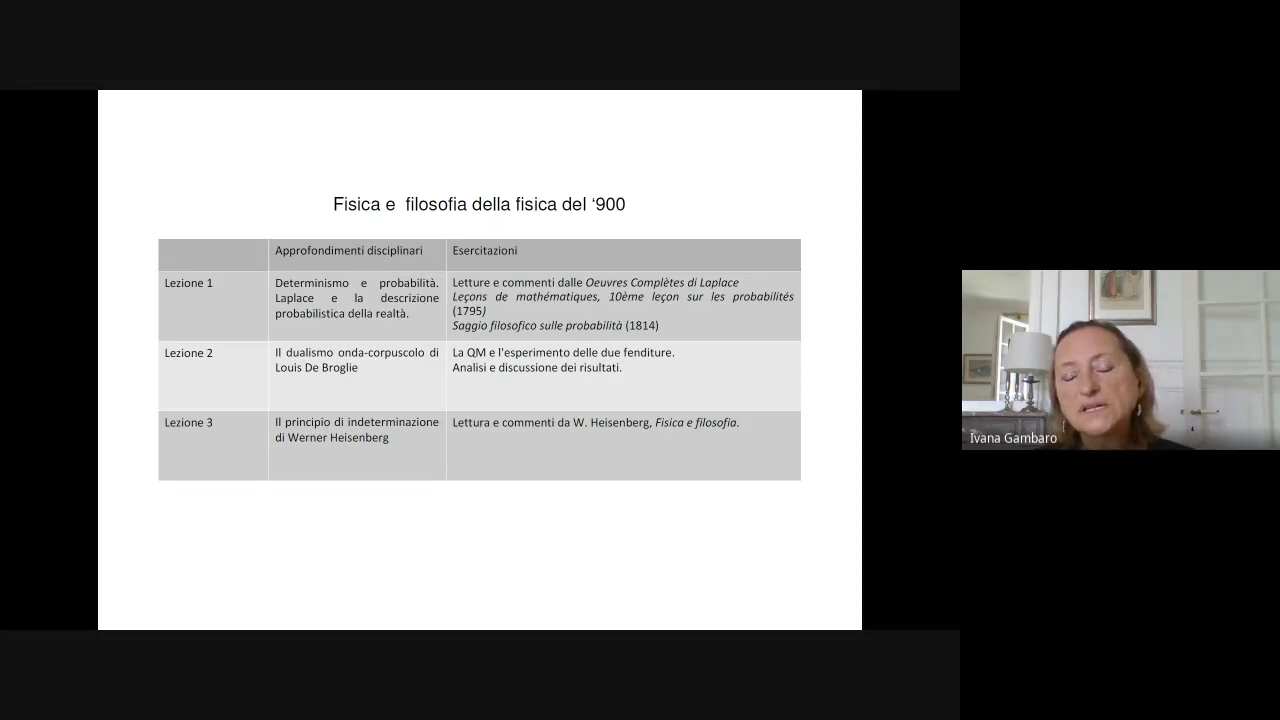 Fisica e  filosofia della fisica del ‘900
Approfondimenti disciplinari
Esercitazioni
Lezione 1
Determinismo e probabilità.
Laplace e la descrizione
probabilistica della realtà.
Letture e commenti dalle Oeuvres Complètes di Laplace
Leçons de mathématiques, 10ème leçon sur les probabilités
(1795)
Saggio filosofico sulle probabilità (1814)
Lezione 2
Il dualismo onda-corpuscolo di
Louis De Broglie
La QM e l'esperimento delle due fenditure.
Analisi e discussione dei risultati.
Lezione 3
Il principio di indeterminazione
di Werner Heisenberg
Lettura e commenti da W. Heisenberg, Fisica e filosofia.
Ivana Gambaro